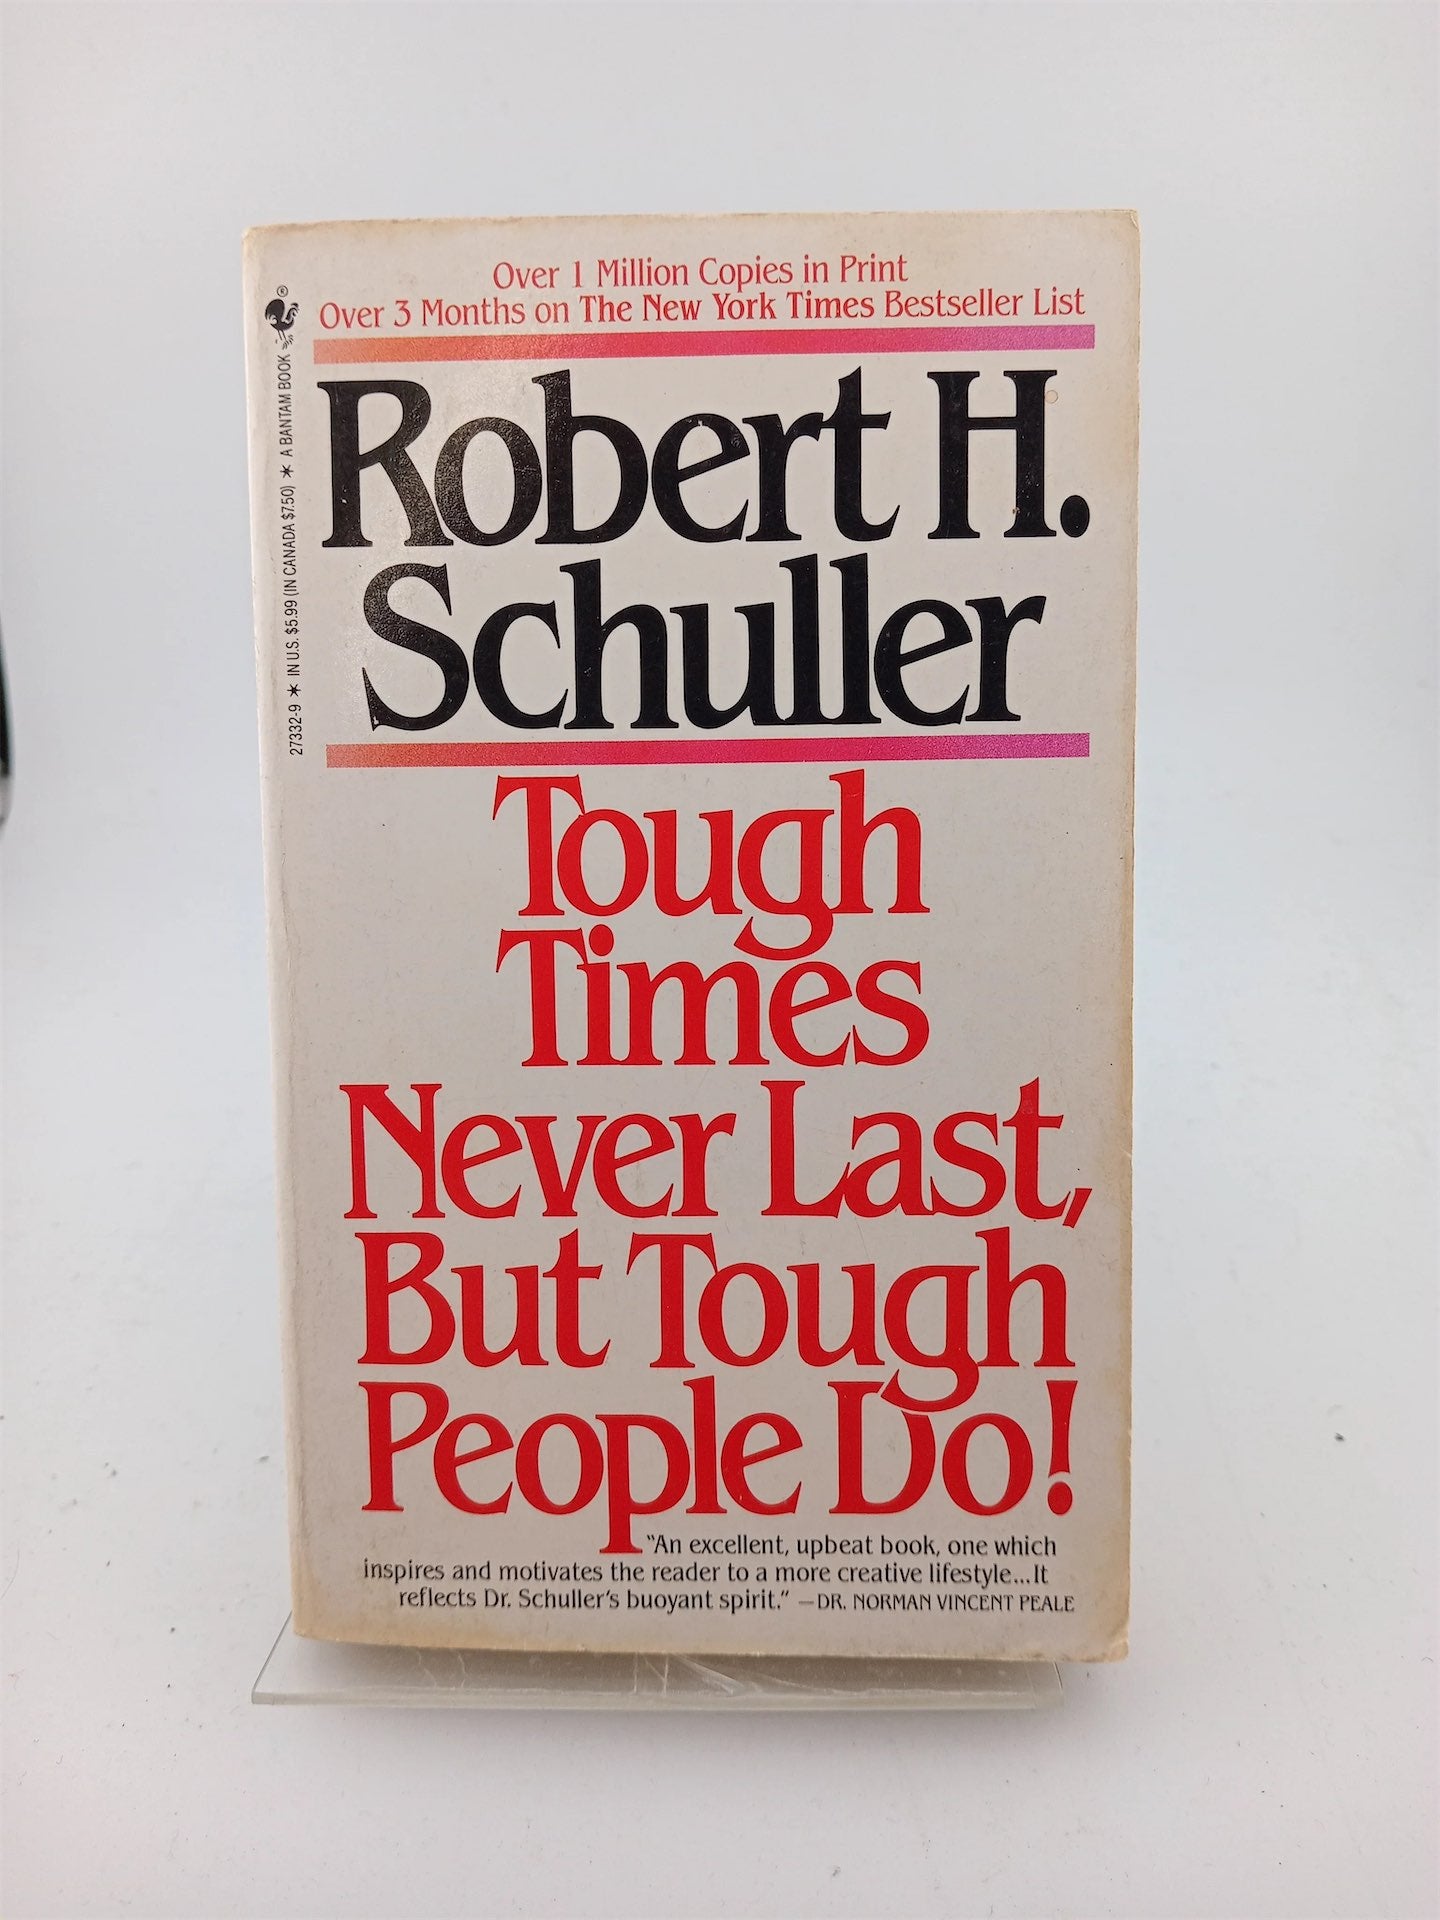 Over 1 Million Copies in Print
Over 3 Months on The New York Times Bestseller List
Robert H.
Schuller
Tough
Times
Never Last,
But Tough
People Do!
"An excellent, upbeat book, one which
inspires and motivates the reader to a more creative lifestyle...It
reflects Dr. Schuller's buoyant spirit." —DR. NORMAN VINCENT PEALE
27332-9 * IN U.S. $5.99 (IN CANADA $7.50) * A BANTAM BOOK ®